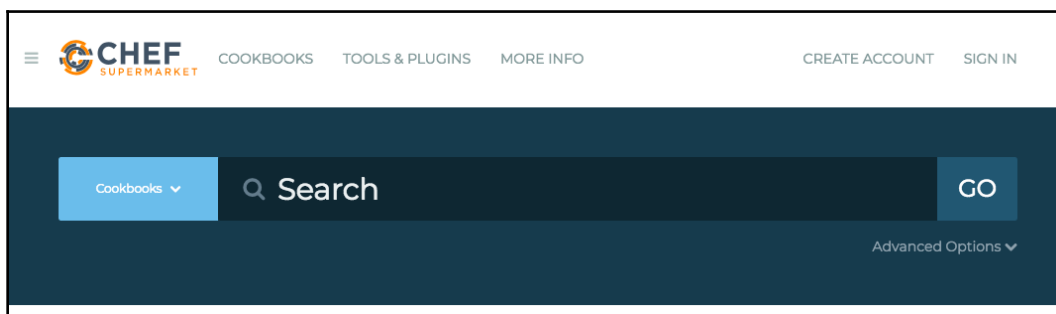 CHEF
SUPERMARKET
COOKBOOKS TOOLS & PLUGINS MORE INFO CREATE ACCOUNT SIGN IN
Cookbooks Search GO
Advanced Options